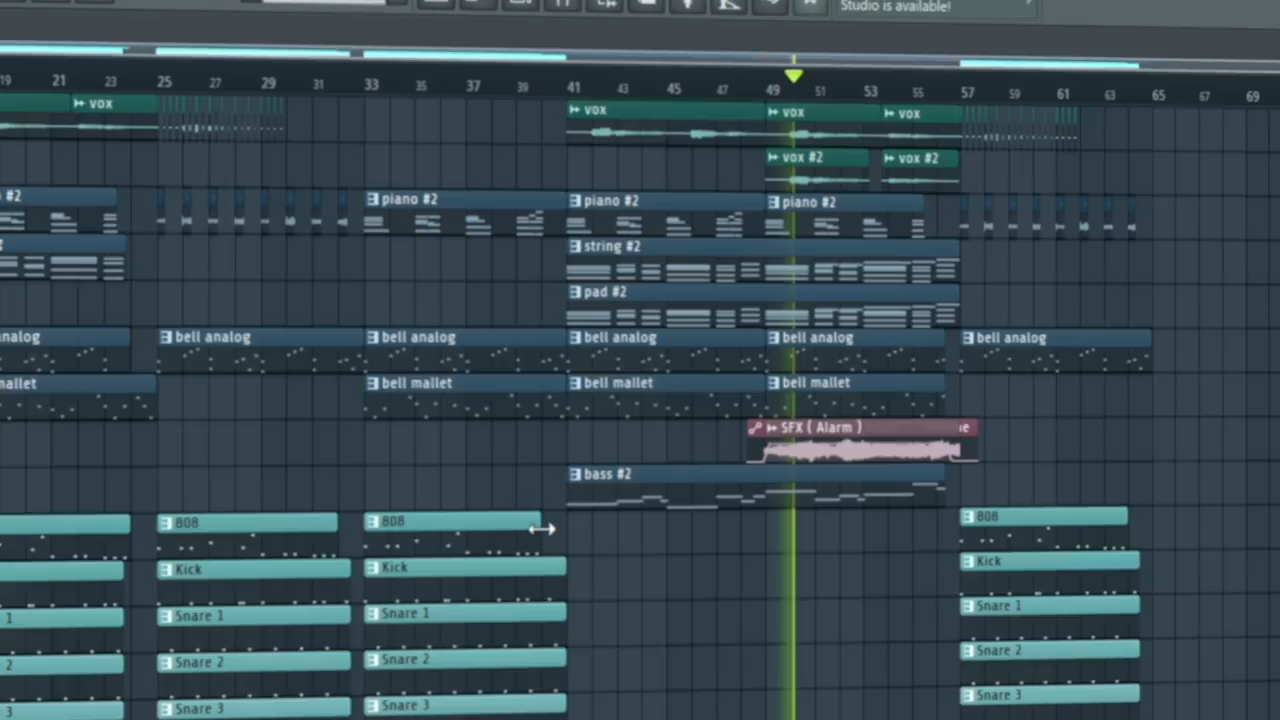 Studio is available!
19 21 23 25 27 29 31 33 35 37 39 41 43 45 47 49 51 53 55 57 59 61 63 65 67 69
vox vox vox vox
vox #2 vox #2
#2 piano #2 piano #2 piano #2
string #2
pad #2
analog bell analog bell analog bell analog bell analog bell analog
mallet bell mallet bell mallet bell mallet
SFX ( Alarm )
bass #2
808 808 808
Kick Kick Kick
1 Snare 1 Snare 1 Snare 1
2 Snare 2 Snare 2 Snare 2
3 Snare 3 Snare 3 Snare 3